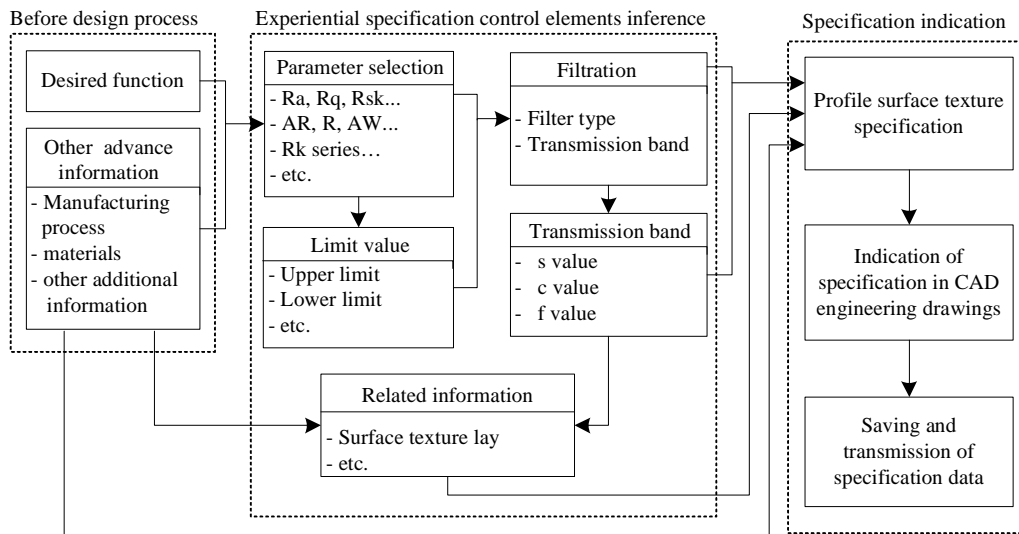 Before design process
Desired function
Other advance
information
- Manufacturing
process
- materials
- other additional
information
Experiential specification control elements inference
Parameter selection
- Ra, Rq, Rsk...
- AR, R, AW...
- Rk series…
- etc.
Limit value
- Upper limit
- Lower limit
- etc.
Filtration
- Filter type
- Transmission band
Transmission band
- s value
- c value
- f value
Related information
- Surface texture lay
- etc.
Specification indication
Profile surface texture
specification
Indication of
specification in CAD
engineering drawings
Saving and
transmission of
specification data